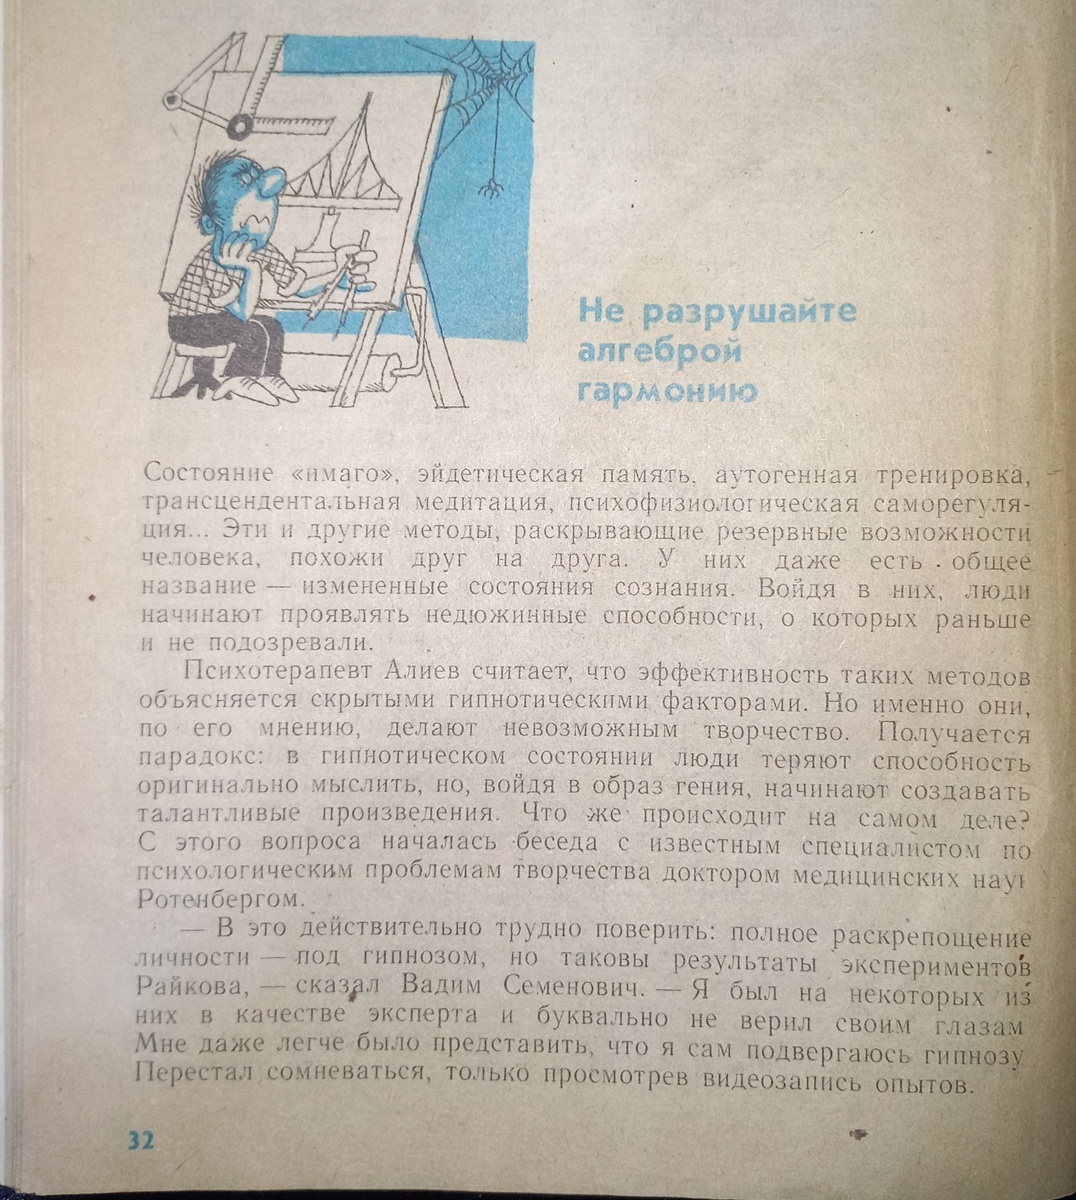 Не разрушайте
алгеброй
гармонию
Состояние «имаго», эйдетическая память, аутогенная тренировка,
трансцендентальная медитация, психофизиологическая саморегуля-
ция... Эти и другие методы, раскрывающие резервные возможности
человека, похожи друг на друга. У них даже есть общее
название — измененные состояния сознания. Войдя в них, люди
начинают проявлять недюжинные способности, о которых раньше
и не подозревали.
Психотерапевт Алиев считает, что эффективность таких методов
объясняется скрытыми гипнотическими факторами. Но именно они,
по его мнению, делают невозможным творчество. Получается
парадокс: в гипнотическом состоянии люди теряют способность
оригинально мыслить, но, войдя в образ гения, начинают создавать
талантливые произведения. Что же происходит на самом деле?
С этого вопроса началась беседа с известным специалистом по
психологическим проблемам творчества доктором медицинских наук
Ротенбергом.
— В это действительно трудно поверить: полное раскрепощение
личности — под гипнозом, но таковы результаты экспериментов
Райкова, — сказал Вадим Семенович. — Я был на некоторых из
них в качестве эксперта и буквально не верил своим глазам
Мне даже легче было представить, что я сам подвергаюсь гипнозу
Перестал сомневаться, только просмотрев видеозапись опытов.
32